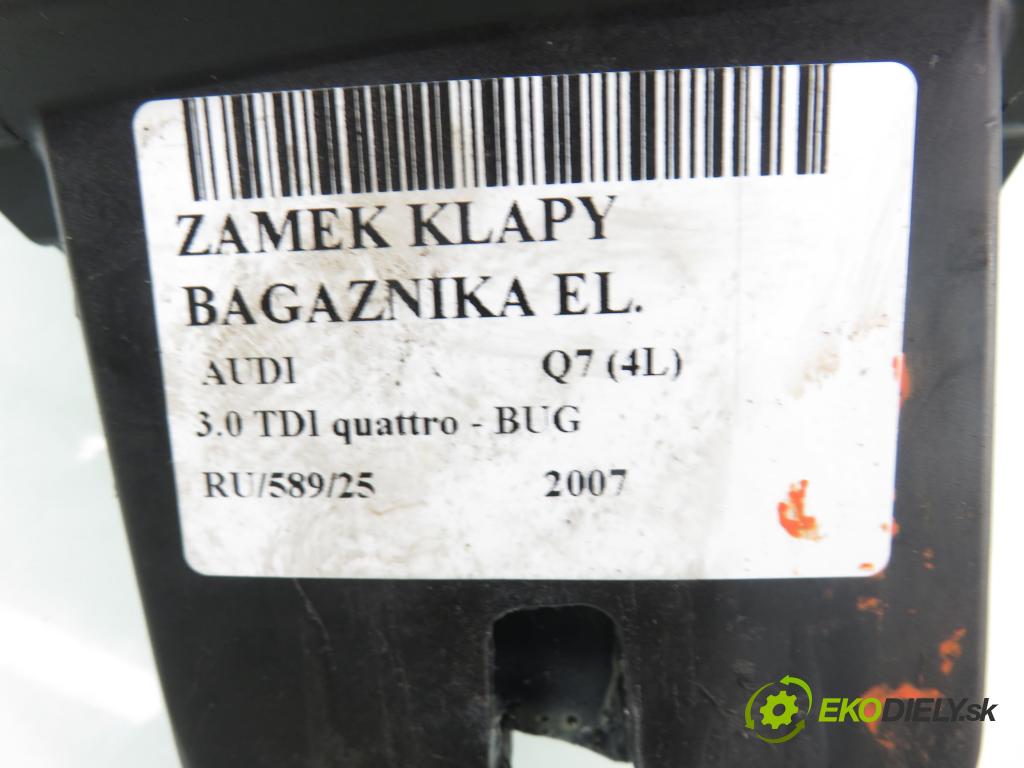 ZAMEK KLAPY
BAGAZNIKA EL.
AUDI Q7 (4L)
3.0 TDI quattro - BUG
RU/589/25 2007
EKODIELY.sk